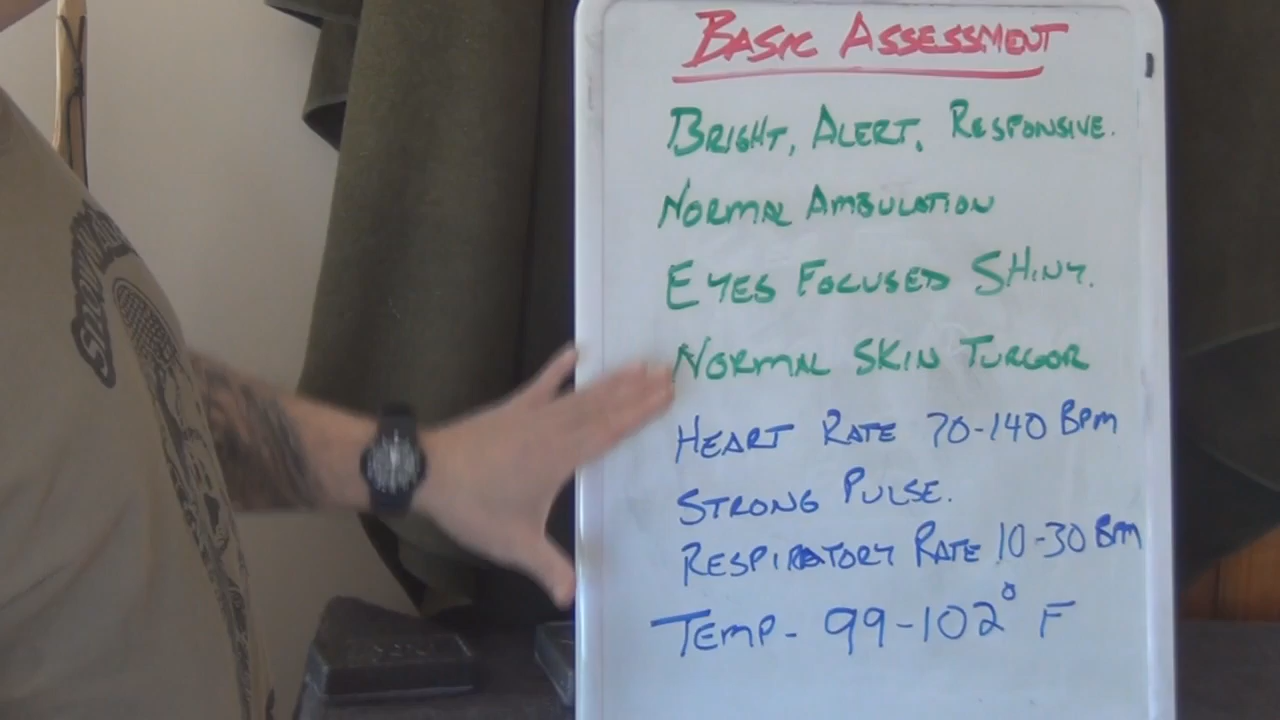 BASIC ASSESSMENT
BRIGHT, ALERT, RESPONSIVE.
NORMAL AMBULATION
EYES FOCUSED SHINY.
NORMAL SKIN TURGOR
HEART RATE 70-140 BPM
STRONG PULSE.
RESPIRATORY RATE 10-30 BPM
TEMP- 99-102° F